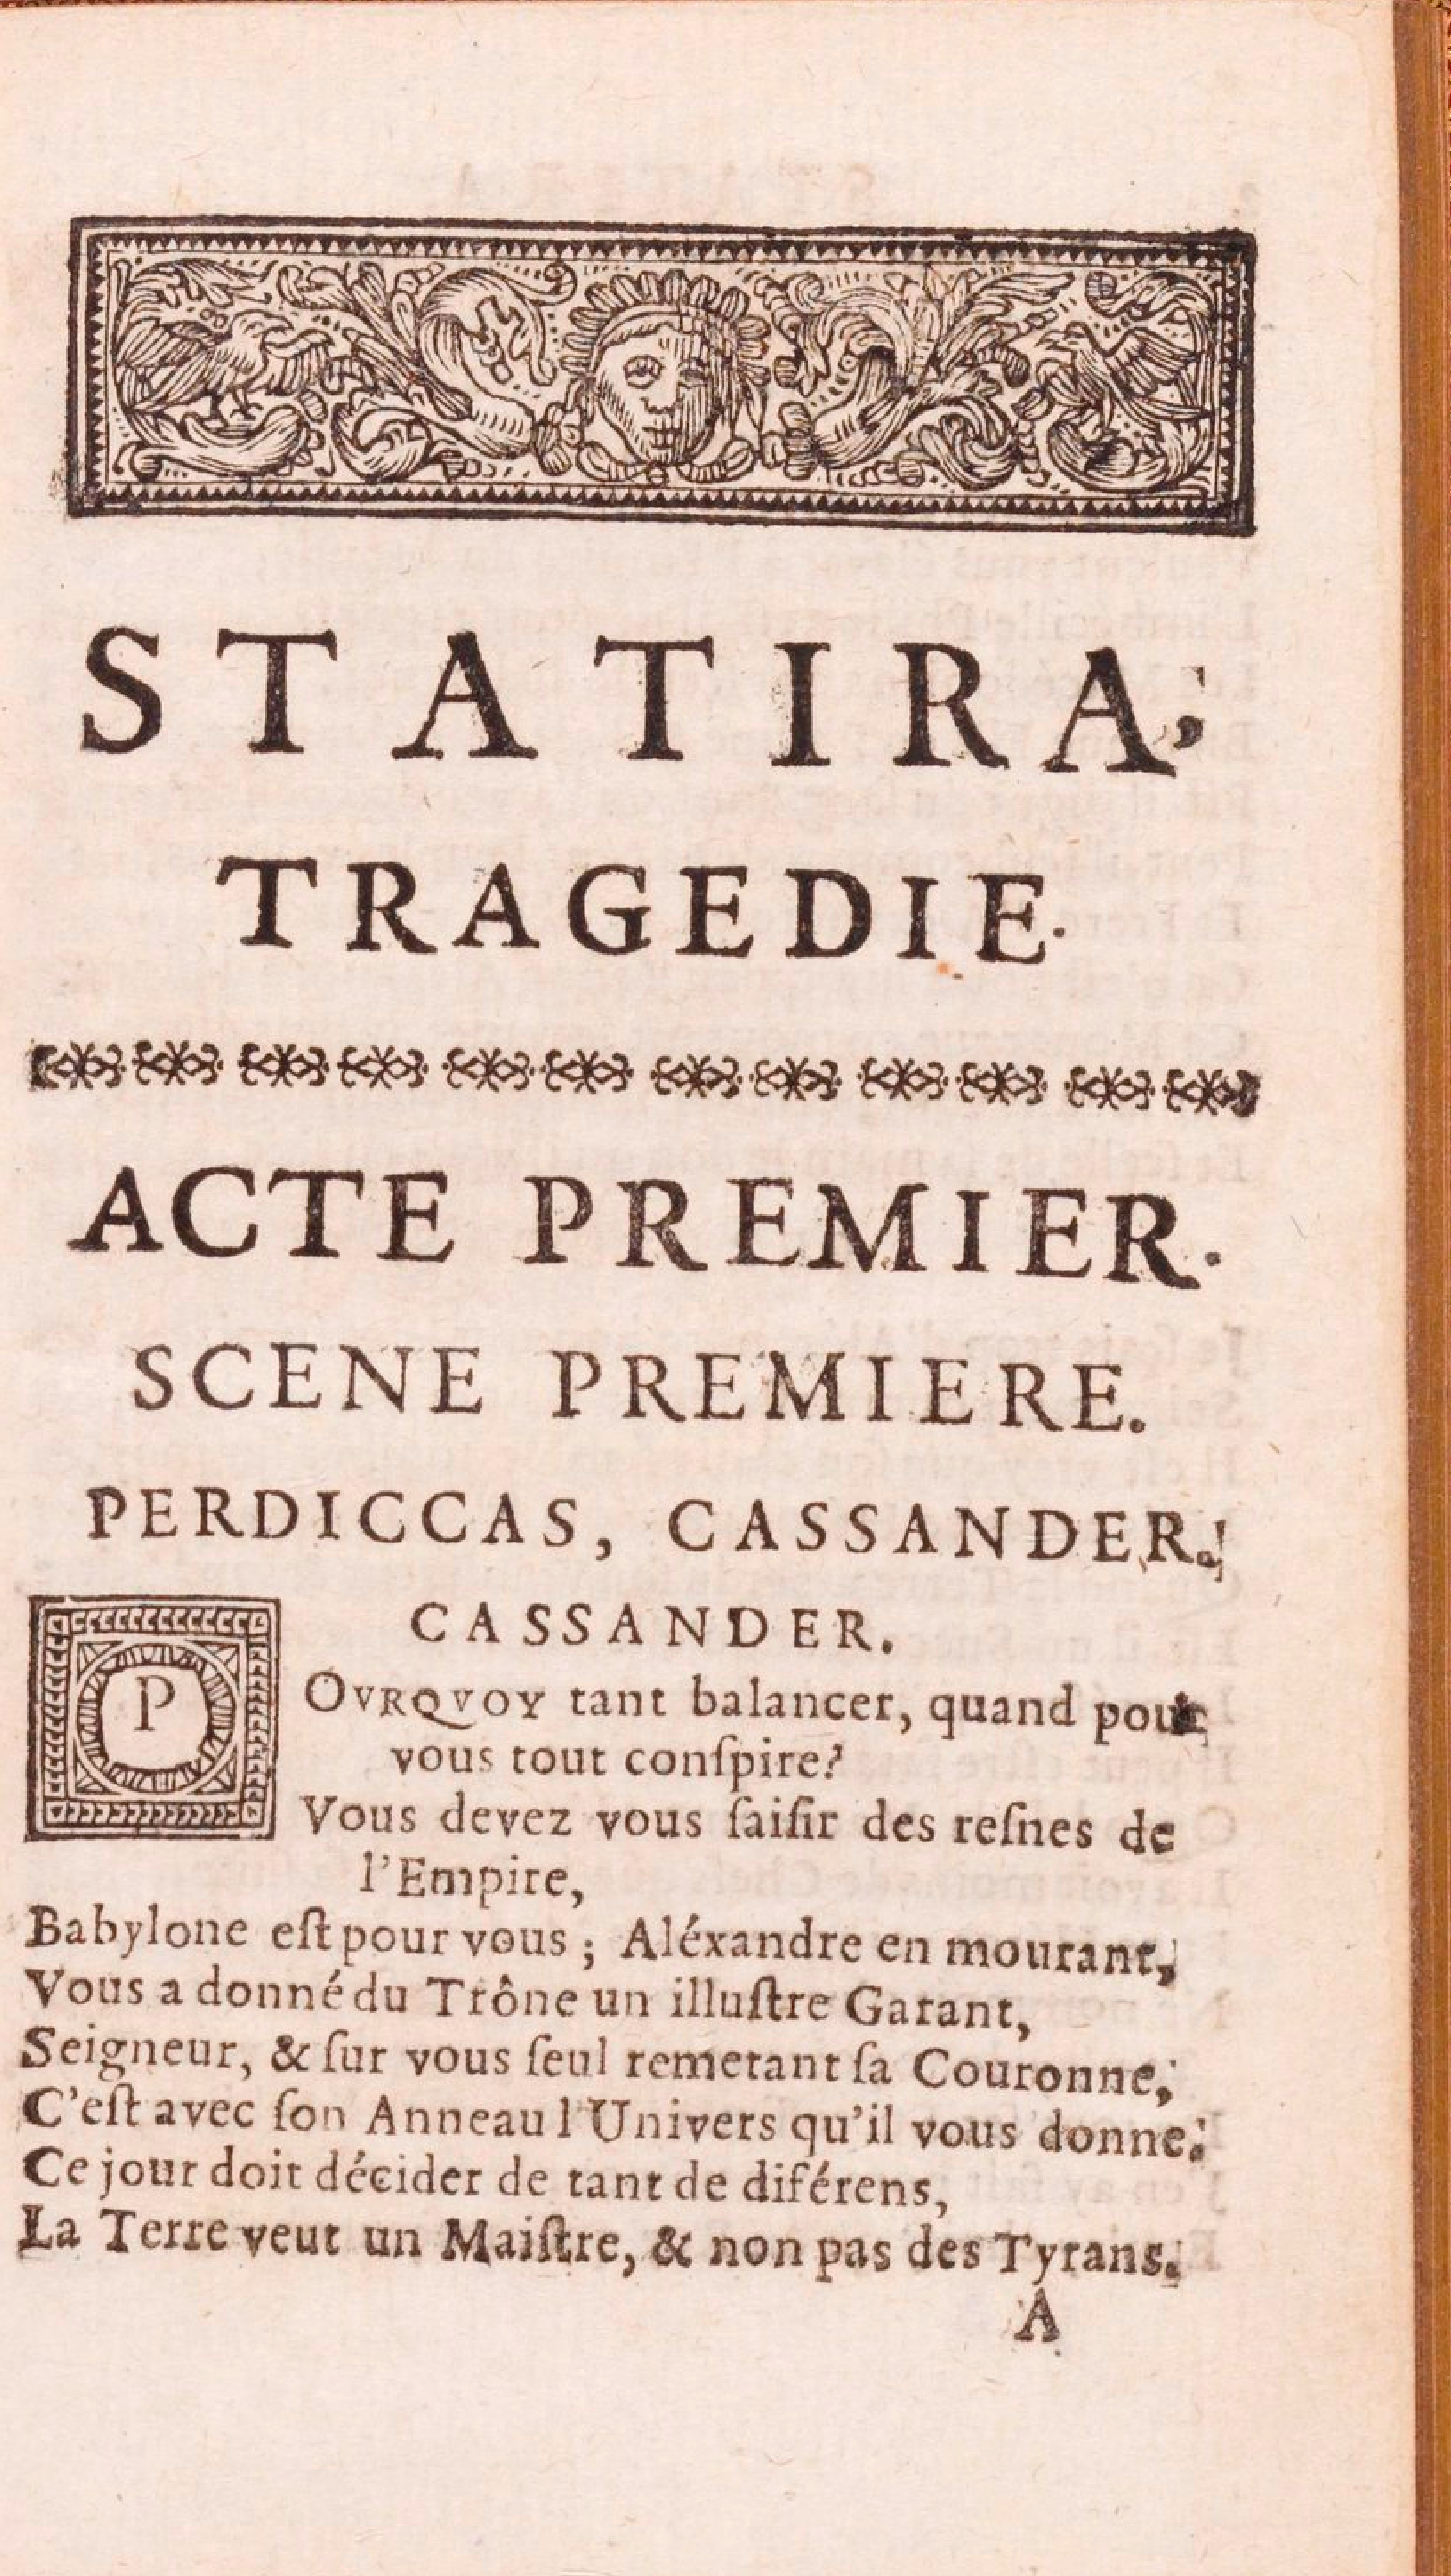 STATIRA,
TRAGEDIE.
ACTE PREMIER.
SCENE PREMIERE.
PERDICCAS, CASSANDER.
CASSANDER.
POVRQVOY tant balancer, quand pour
vous tout conſpire?
Vous devez vous ſaiſir des reſnes de
l'Empire,
Babylone eſt pour vous ; Aléxandre en mourant,
Vous a donné du Trône un illuſtre Garant,
Seigneur, & ſur vous ſeul remetant ſa Couronne,
C'eſt avec ſon Anneau l'Univers qu'il vous donne.
Ce jour doit décider de tant de diférens,
La Terre veut un Maiſtre, & non pas des Tyrans.
A